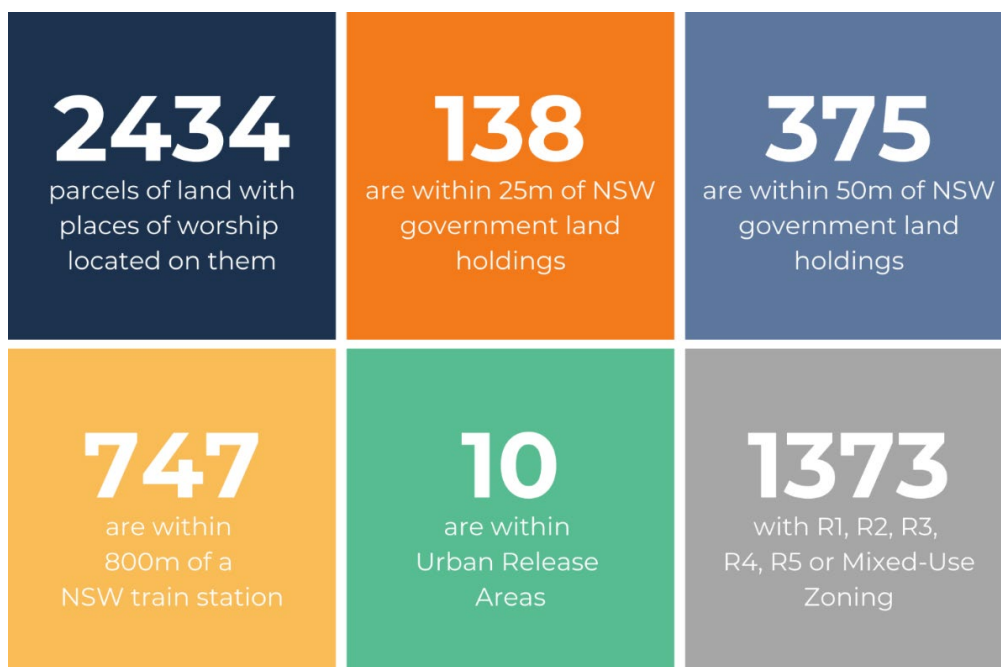 2434
parcels of land with
places of worship
located on them
138
are within 25m of NSW
government land
holdings
375
are within 50m of NSW
government land
holdings
747
are within
800m of a
NSW train station
10
are within
Urban Release
Areas
1373
with R1, R2, R3,
R4, R5 or Mixed-Use
Zoning